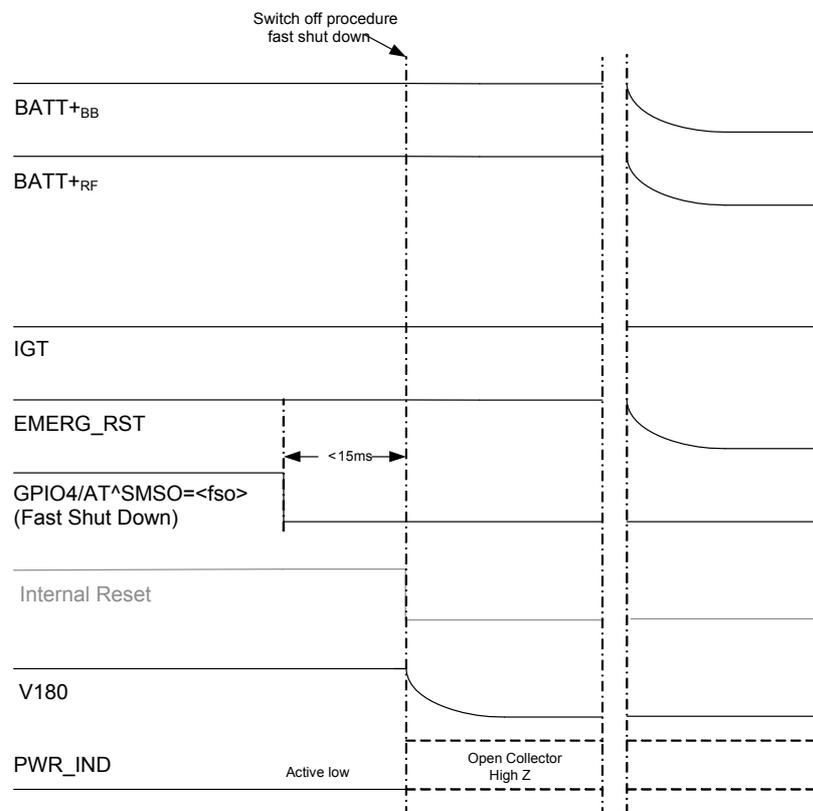 Switch off procedure
fast shut down
BATT+BB
BATT+RF
IGT
EMERG_RST
<15ms
GPIO4/AT^SMSO=<fso>
(Fast Shut Down)
Internal Reset
V180
PWR_IND
Active low
Open Collector
High Z